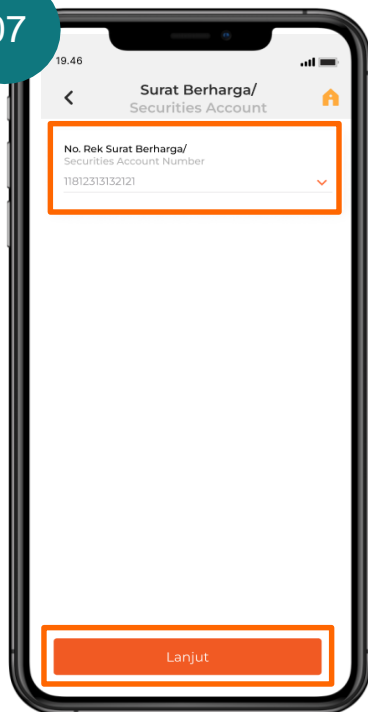 07
19.46
Surat Berharga/
Securities Account
No. Rek Surat Berharga/
Securities Account Number
11812313132121
Lanjut